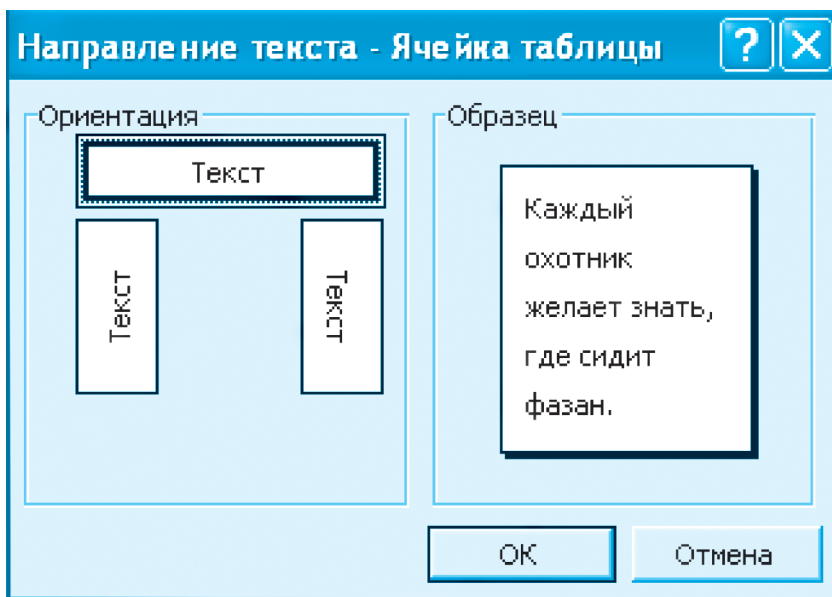 Направление текста - Ячейка таблицы
Ориентация
Текст
Текст
Текст
Образец
Каждый
охотник
желает знать,
где сидит
фазан.
ОК
Отмена